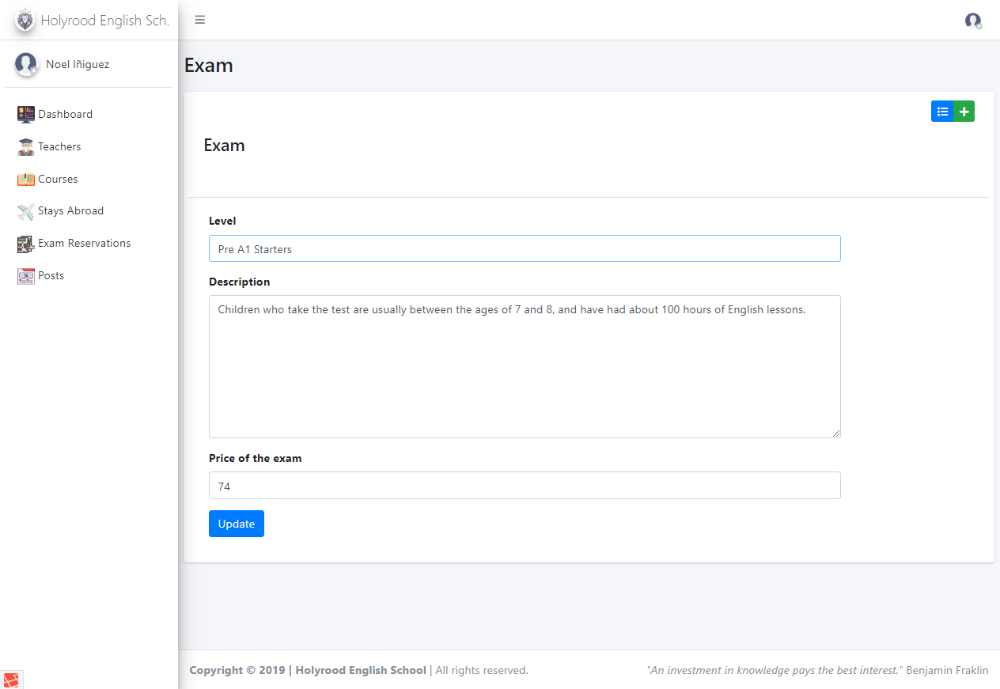 Holyrood English Sch.
Noel Iñiguez
Dashboard
Teachers
Courses
Stays Abroad
Exam Reservations
Posts
Exam
Exam
Level
Pre A1 Starters
Description
Children who take the test are usually between the ages of 7 and 8, and have had about 100 hours of English lessons.
Price of the exam
74
Update
Copyright © 2019 | Holyrood English School | All rights reserved.
"An investment in knowledge pays the best interest." Benjamin Fraklin